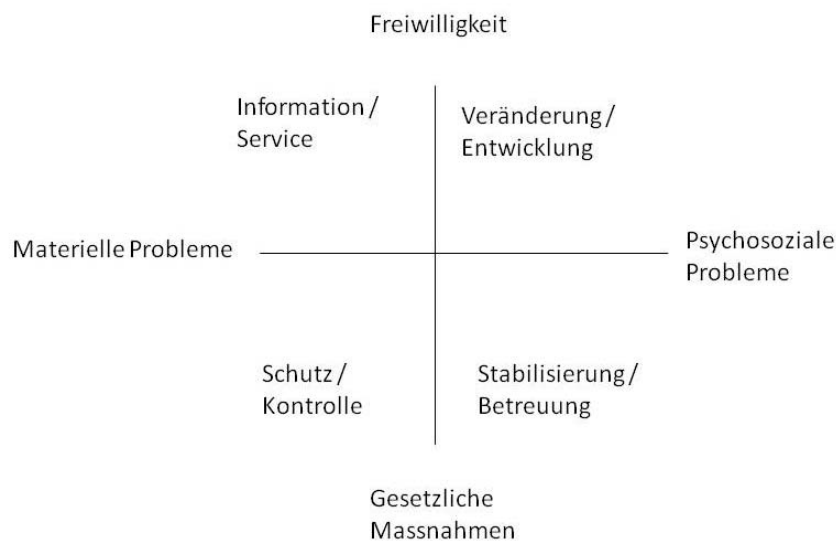 Freiwilligkeit
Information /
Service
Veränderung /
Entwicklung
Materielle Probleme
Psychosoziale
Probleme
Schutz /
Kontrolle
Stabilisierung /
Betreuung
Gesetzliche
Massnahmen